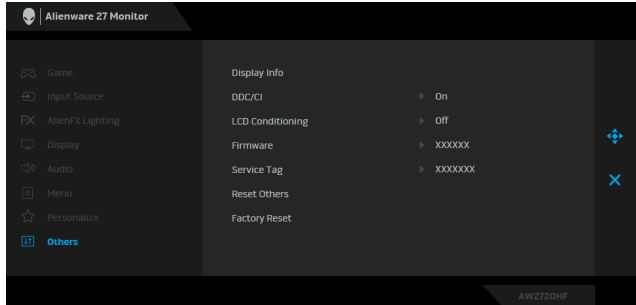 Alienware 27 Monitor
Game
Input Source
AlienFX Lighting
Display
Audio
Menu
Personalize
Others
Display Info
DDC/CI On
LCD Conditioning Off
Firmware XXXXXX
Service Tag XXXXXXX
Reset Others
Factory Reset
AW2720HF